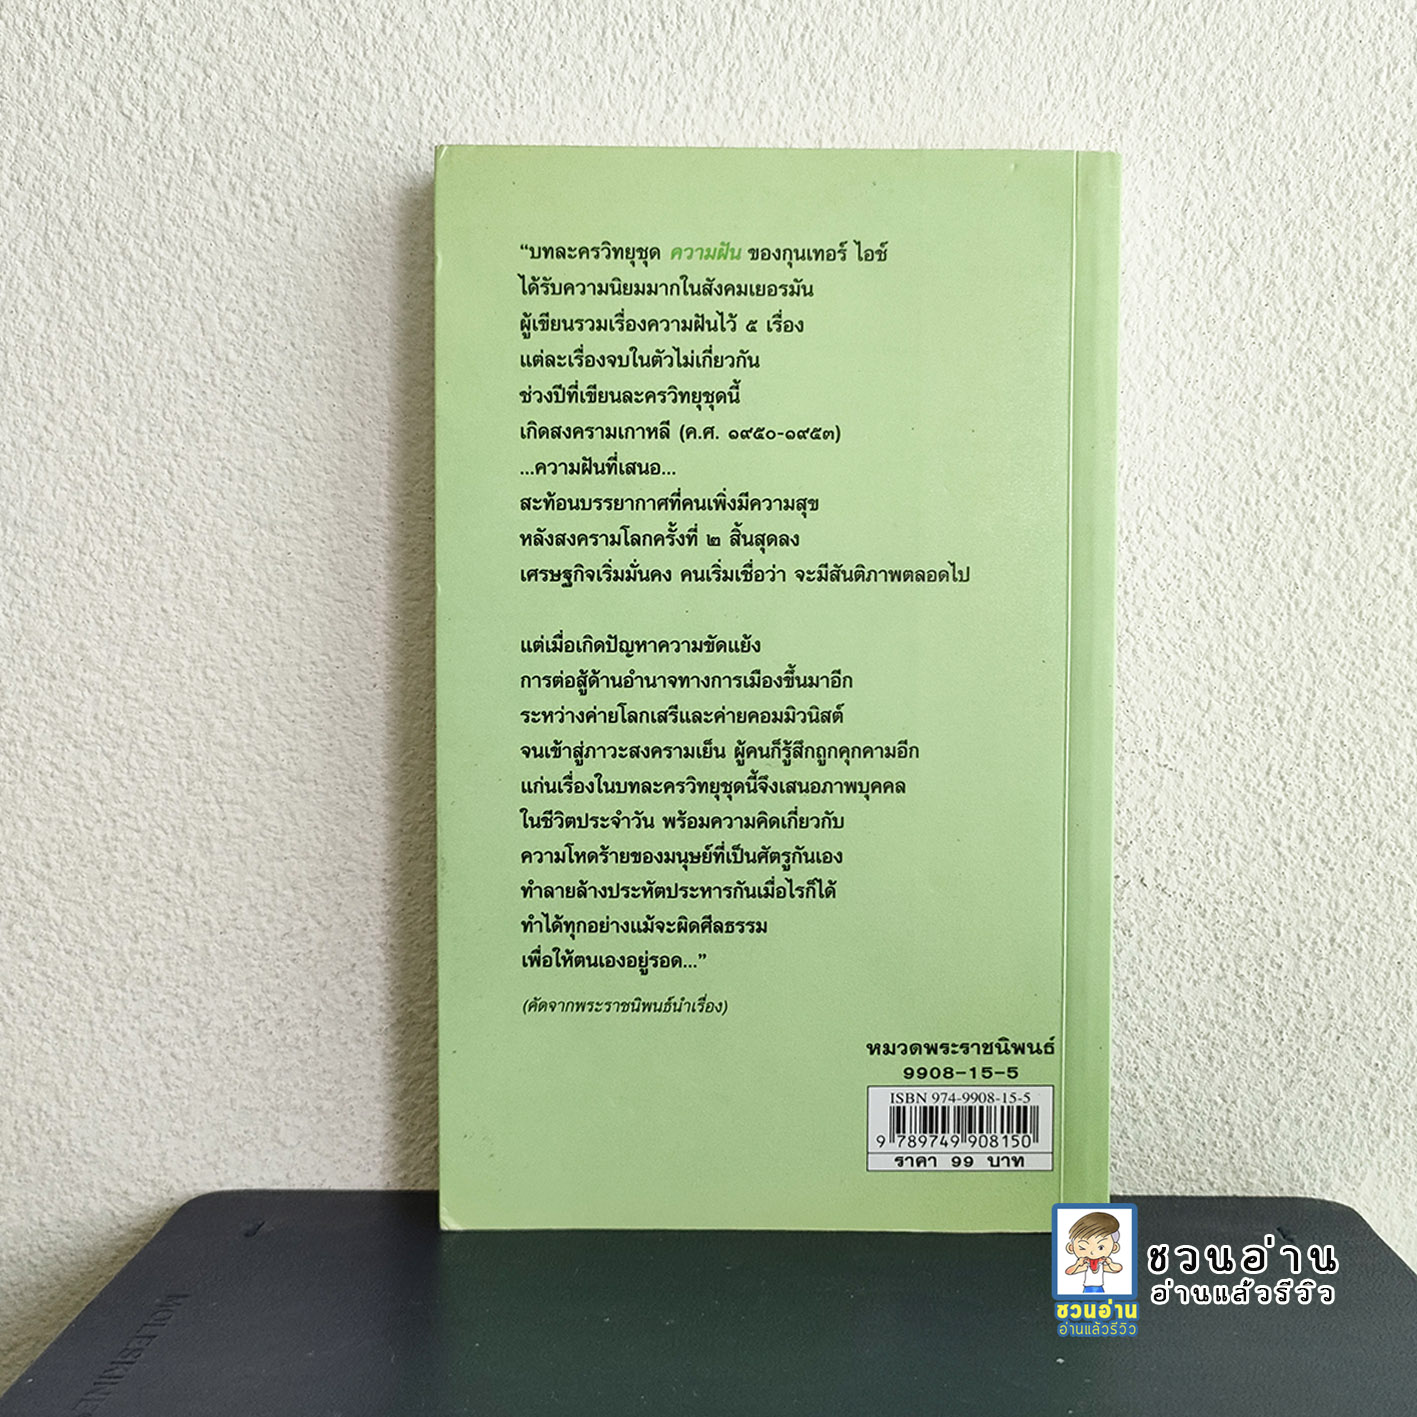 “บทละครวิทยุชุด ความฝัน ของกุนเทอร์ ไอช์
ได้รับความนิยมมากในสังคมเยอรมัน
ผู้เขียนรวมเรื่องความฝันไว้ ๕ เรื่อง
แต่ละเรื่องจบในตัวไม่เกี่ยวกัน
ช่วงปีที่เขียนละครวิทยุชุดนี้
เกิดสงครามเกาหลี (ค.ศ. ๑๙๕๐-๑๙๕๓)
...ความฝันที่เสนอ...
สะท้อนบรรยากาศที่คนเพิ่งมีความสุข
หลังสงครามโลกครั้งที่ ๒ สิ้นสุดลง
เศรษฐกิจเริ่มมั่นคง คนเริ่มเชื่อว่า จะมีสันติภาพตลอดไป
แต่เมื่อเกิดปัญหาความขัดแย้ง
การต่อสู้ด้านอำนาจทางการเมืองขึ้นมาอีก
ระหว่างค่ายโลกเสรีและค่ายคอมมิวนิสต์
จนเข้าสู่ภาวะสงครามเย็น ผู้คนก็รู้สึกถูกคุกคามอีก
แก่นเรื่องในบทละครวิทยุชุดนี้จึงเสนอภาพบุคคล
ในชีวิตประจำวัน พร้อมความคิดเกี่ยวกับ
ความโหดร้ายของมนุษย์ที่เป็นศัตรูกันเอง
ทำลายล้างประหัตประหารกันเมื่อไรก็ได้
ทำได้ทุกอย่างแม้จะผิดศีลธรรม
เพื่อให้ตนเองอยู่รอด...”
(คัดจากพระราชนิพนธ์นำเรื่อง)
หมวดพระราชนิพนธ์
9908-15-5
ISBN 974-9908-15-5
9 789749 908150
ราคา 99 บาท
ชวนอ่าน
อ่านแล้วรีวิว
ชวนอ่าน
อ่านแล้วรีวิว
MOLESKINE